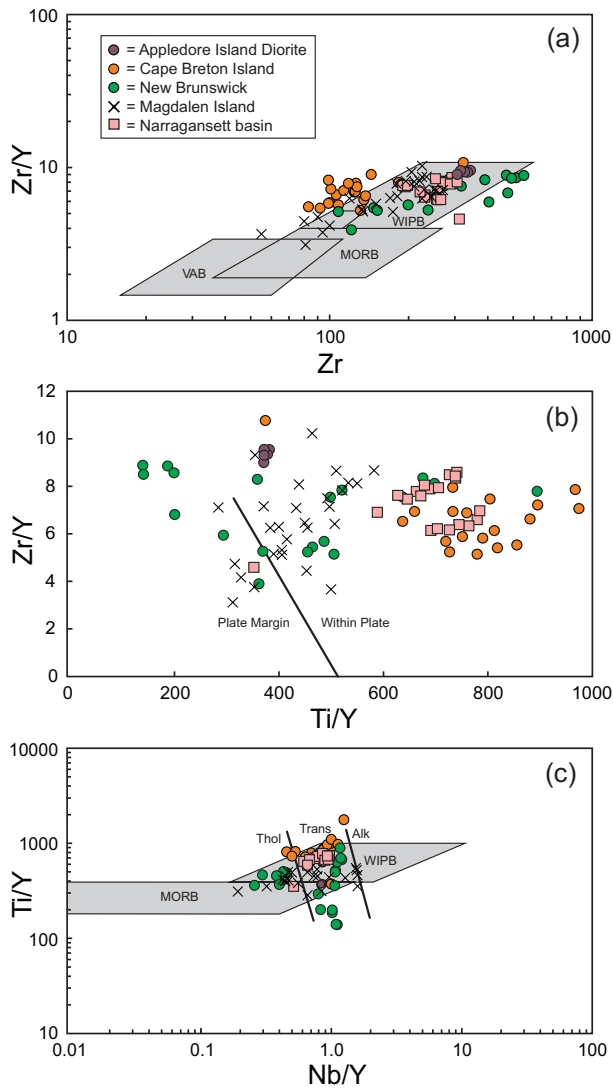 (a)
= Appledore Island Diorite
= Cape Breton Island
= New Brunswick
= Magdalen Island
= Narragansett basin
100
10
1
Zr/Y
WIPB
VAB
MORB
10 100 1000
Zr
(b)
12
10
8
6
4
2
0
Zr/Y
Plate Margin Within Plate
0 200 400 600 800 1000
Ti/Y
(c)
10000
1000
100
10
Ti/Y
Thol Trans Alk
WIPB
MORB
0.01 0.1 1.0 10 100
Nb/Y